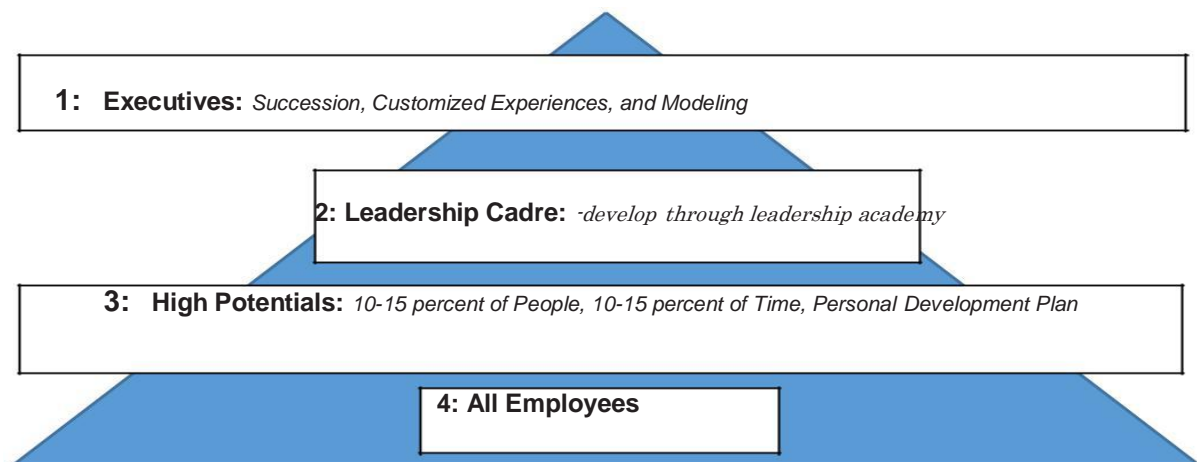 1: Executives: Succession, Customized Experiences, and Modeling
2: Leadership Cadre: -develop through leadership academy
3: High Potentials: 10-15 percent of People, 10-15 percent of Time, Personal Development Plan
4: All Employees